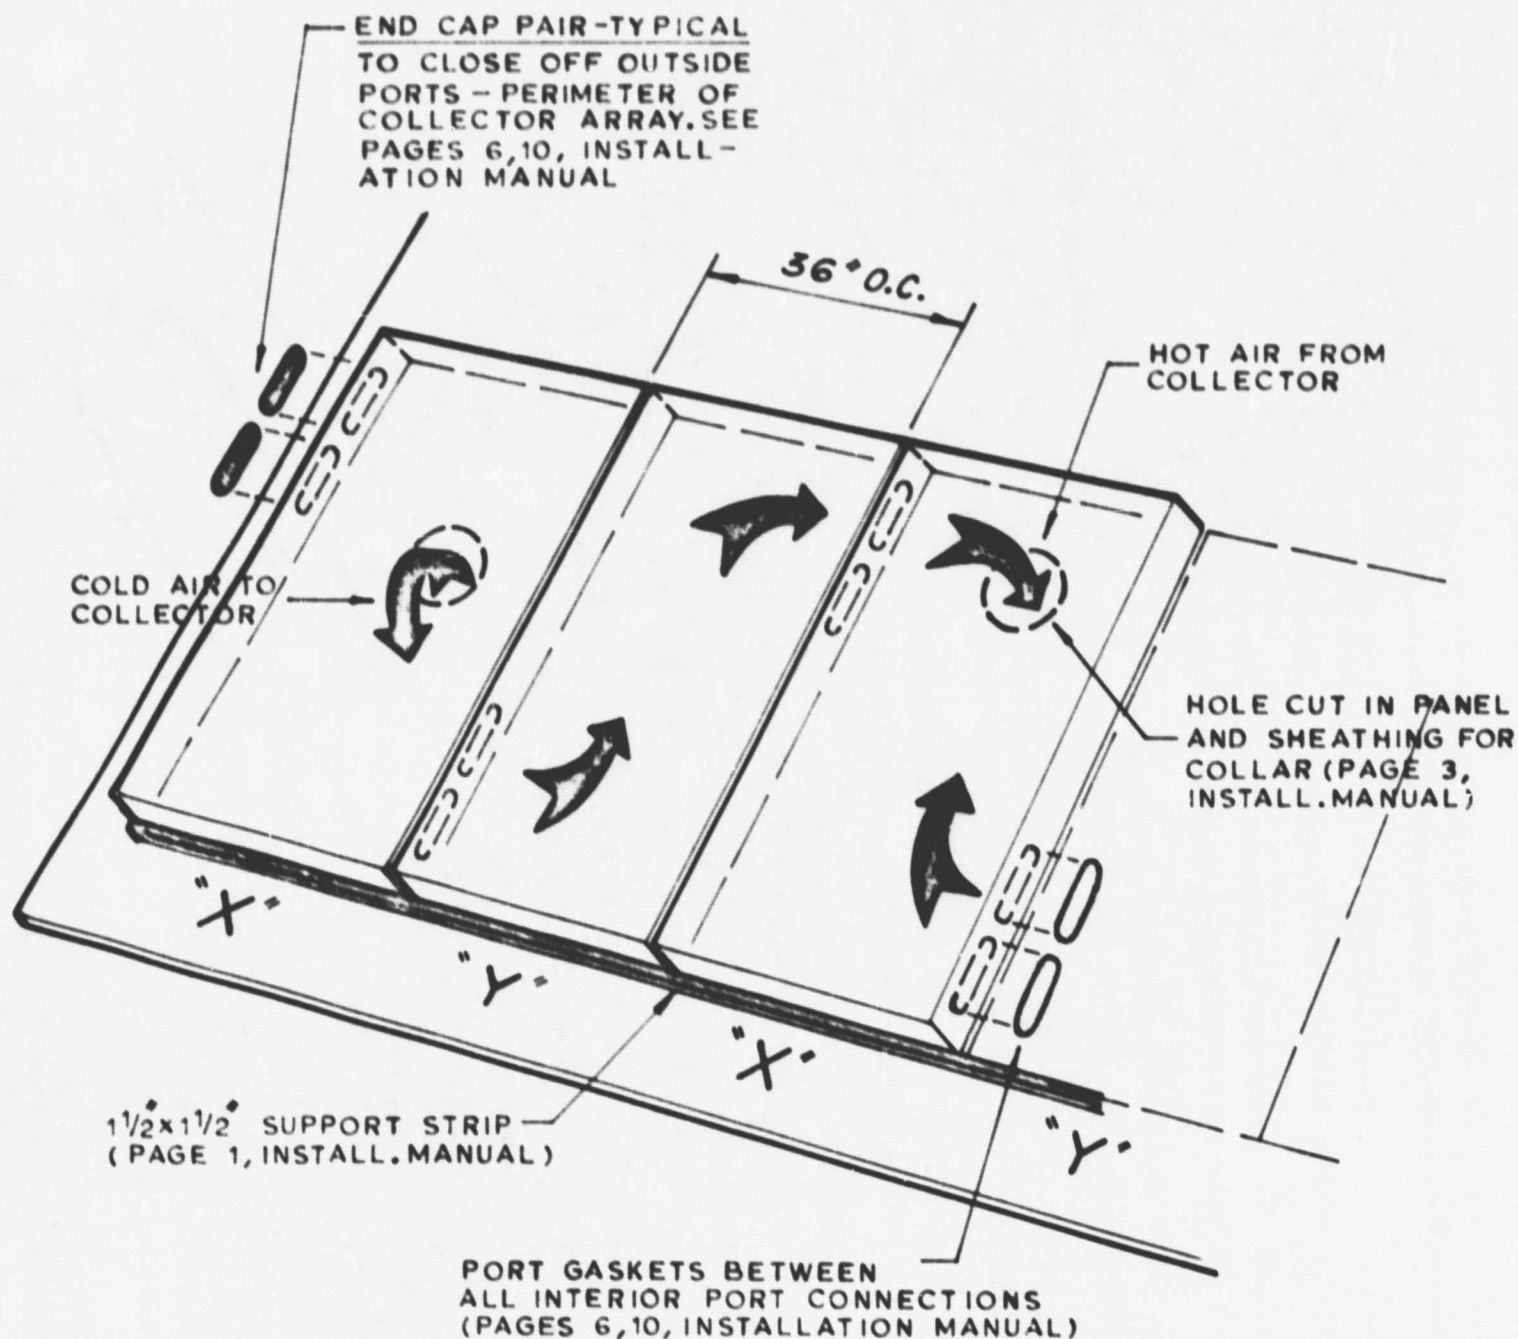 END CAP PAIR-TYPICAL
TO CLOSE OFF OUTSIDE
PORTS - PERIMETER OF
COLLECTOR ARRAY. SEE
PAGES 6,10, INSTALL-
ATION MANUAL
36" O.C.
HOT AIR FROM
COLLECTOR
COLD AIR TO
COLLECTOR
HOLE CUT IN PANEL
AND SHEATHING FOR
COLLAR (PAGE 3,
INSTALL. MANUAL)
"X"
"Y"
"X"
"Y"
1 1/2" x 1 1/2" SUPPORT STRIP
(PAGE 1, INSTALL. MANUAL)
PORT GASKETS BETWEEN
ALL INTERIOR PORT CONNECTIONS
(PAGES 6,10, INSTALLATION MANUAL)